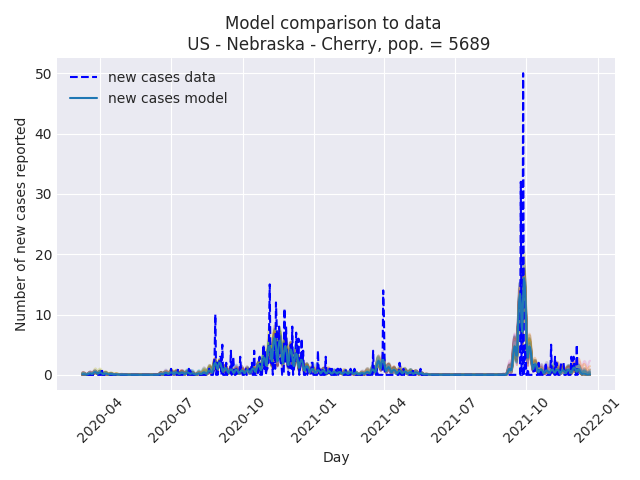 Model comparison to data
US - Nebraska - Cherry, pop. = 5689
new cases data
new cases model
Number of new cases reported
50
40
30
20
10
0
2020-04
2020-07
2020-10
2021-01
2021-04
2021-07
2021-10
2022-01
Day